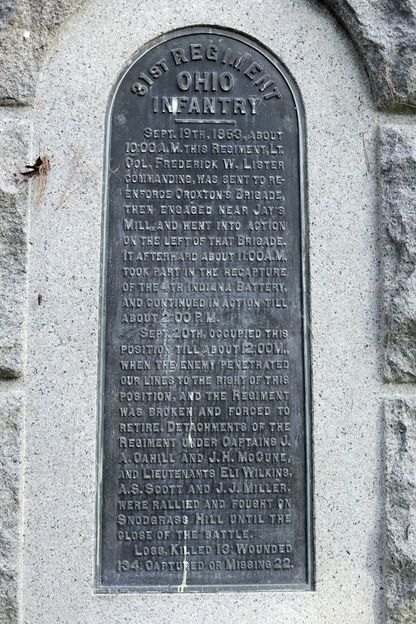 31ST REGIMENT
OHIO
INFANTRY
SEPT. 19TH, 1863, ABOUT
10:00 A.M. THIS REGIMENT, LT.
COL. FREDERICK W. LISTER
COMMANDING, WAS SENT TO RE-
ENFORCE CROXTON'S BRIGADE,
THEN ENGAGED NEAR JAY'S
MILL, AND WENT INTO ACTION
ON THE LEFT OF THAT BRIGADE.
IT AFTERWARD ABOUT 11:00 A.M.
TOOK PART IN THE RECAPTURE
OF THE 4TH INDIANA BATTERY,
AND CONTINUED IN ACTION TILL
ABOUT 2:00 P.M.
SEPT. 20TH, OCCUPIED THIS
POSITION TILL ABOUT 12:00 M.,
WHEN THE ENEMY PENETRATED
OUR LINES TO THE RIGHT OF THIS
POSITION, AND THE REGIMENT
WAS BROKEN AND FORCED TO
RETIRE. DETACHMENTS OF THE
REGIMENT UNDER CAPTAINS J.
A. CAHILL AND J. H. MCCUNE,
AND LIEUTENANTS ELI WILKINS,
A. S. SCOTT AND J. J. MILLER,
WERE RALLIED AND FOUGHT ON
SNODGRASS HILL UNTIL THE
CLOSE OF THE BATTLE.
LOSS, KILLED 13; WOUNDED
134; CAPTURED OR MISSING 22.